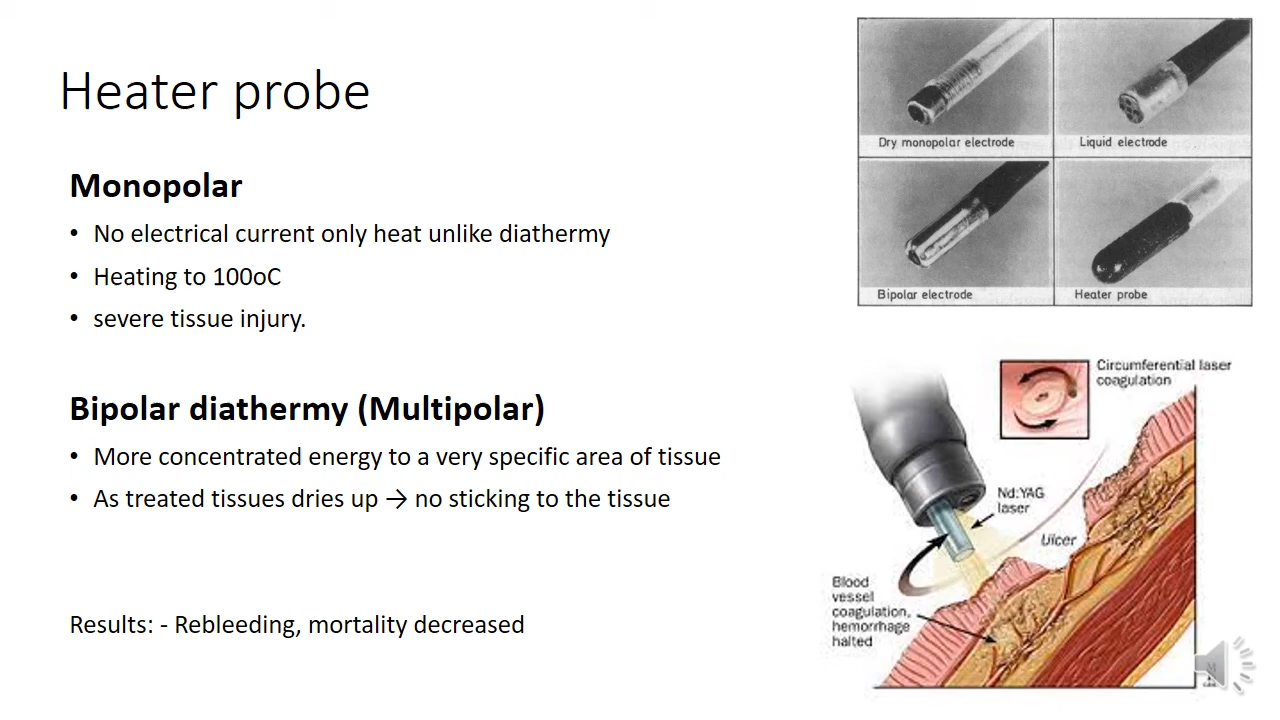 Heater probe
Monopolar
• No electrical current only heat unlike diathermy
• Heating to 100oC
• severe tissue injury.
Bipolar diathermy (Multipolar)
• More concentrated energy to a very specific area of tissue
• As treated tissues dries up → no sticking to the tissue
Results: - Rebleeding, mortality decreased
Dry monopolar electrode
Liquid electrode
Bipolar electrode
Heater probe
Circumferential laser
coagulation
Nd:YAG
laser
Ulcer
Blood
vessel
coagulation,
hemorrhage
halted